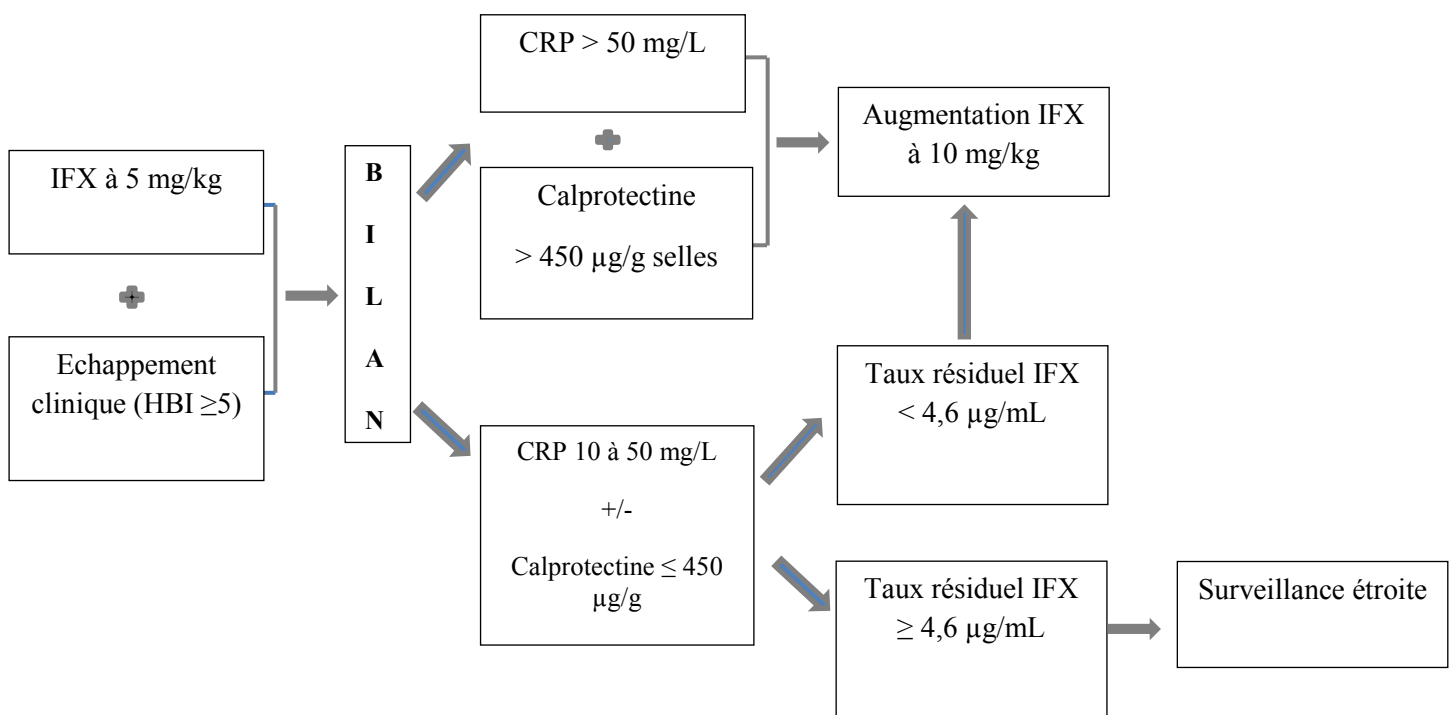 IFX à 5 mg/kg
Echappement
clinique (HBI ≥5)
B
I
L
A
N
CRP > 50 mg/L
Calprotectine
> 450 µg/g selles
CRP 10 à 50 mg/L
+/-
Calprotectine ≤ 450
µg/g
Augmentation IFX
à 10 mg/kg
Taux résiduel IFX
< 4,6 µg/mL
Taux résiduel IFX
≥ 4,6 µg/mL
Surveillance étroite